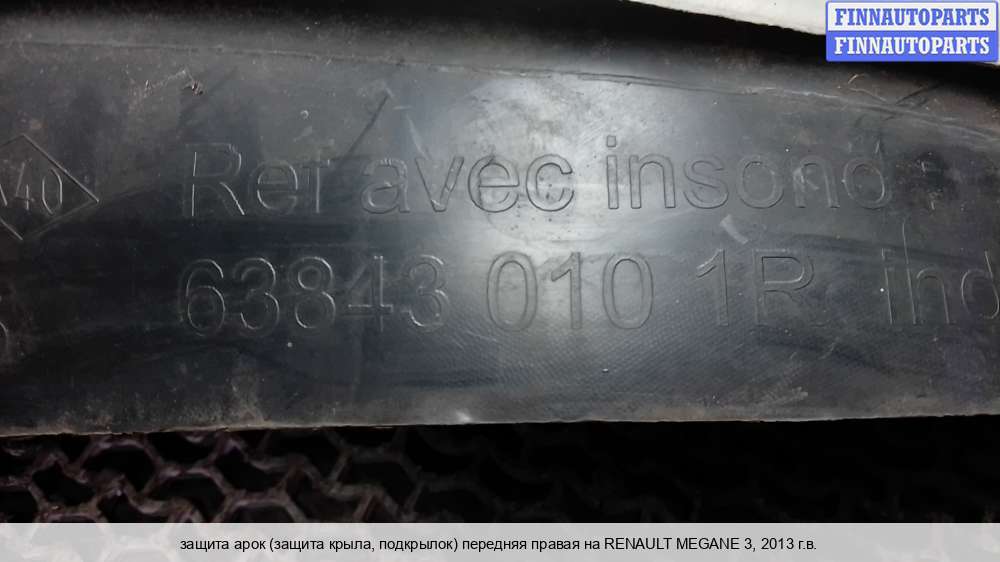 FINNAUTOPARTS
FINNAUTOPARTS
40
Ref avec insono
63843 010 1R ind
защита арок (защита крыла, подкрылок) передняя правая на RENAULT MEGANE 3, 2013 г.в.